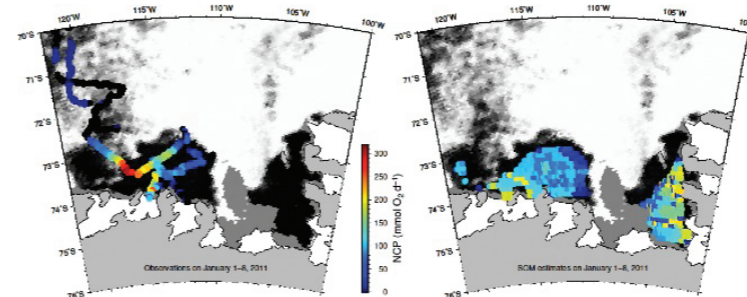 120°W 115°W 110°W 105°W 100°W
70°S
71°S
72°S
73°S
74°S
75°S
76°S
300
250
200
150
100
50
0
NCP (mmol O₂ d⁻¹)
Observations on January 1–8, 2011
120°W 115°W 110°W 105°W 100°W
70°S
71°S
72°S
73°S
74°S
75°S
76°S
SOM estimates on January 1–8, 2011